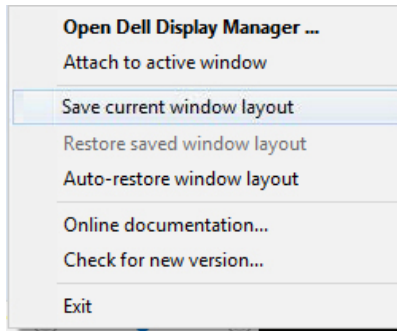 Open Dell Display Manager ...
Attach to active window
Save current window layout
Restore saved window layout
Auto-restore window layout
Online documentation...
Check for new version...
Exit